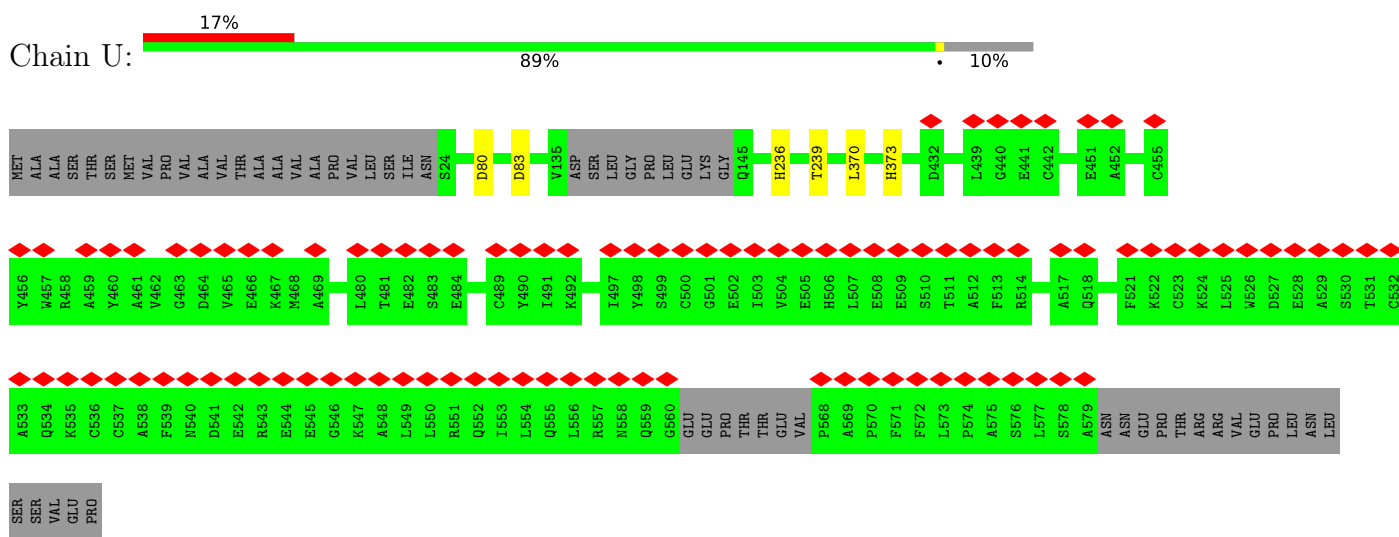 17%
Chain U:
89% • 10%
MET ALA ALA SER THR SER MET VAL PRO VAL ALA VAL THR ALA ALA VAL ALA PRO VAL LEU SER ILE ASN S24 D80 D83 V135 ASP SER LEU GLY PRO LEU GLU LYS GLY Q145 H236 T239 L370 H373 D432 L439 G440 E441 C442 E451 A452 C455
Y456 W457 R458 A459 Y460 A461 V462 G463 D464 V465 E466 K467 M468 A469 L480 T481 E482 S483 E484 C489 Y490 I491 K492 I497 Y498 S499 C500 G501 E502 I503 V504 E505 H506 L507 E508 E509 S510 T511 A512 F513 R514 A517 Q518 F521 K522 C523 K524 L525 W526 D527 E528 A529 S530 T531 C532
A533 Q534 K535 C536 C537 A538 F539 N540 D541 E542 R543 E544 E545 G546 K547 A548 L549 L550 R551 Q552 I553 L554 Q555 L556 R557 N558 Q559 G560 GLU GLU PRO THR THR GLU VAL P568 A569 P570 F571 F572 L573 P574 A575 S576 L577 S578 A579 ASN ASN GLU PRO THR ARG ARG VAL GLU PRO LEU ASN LEU
SER SER VAL GLU PRO